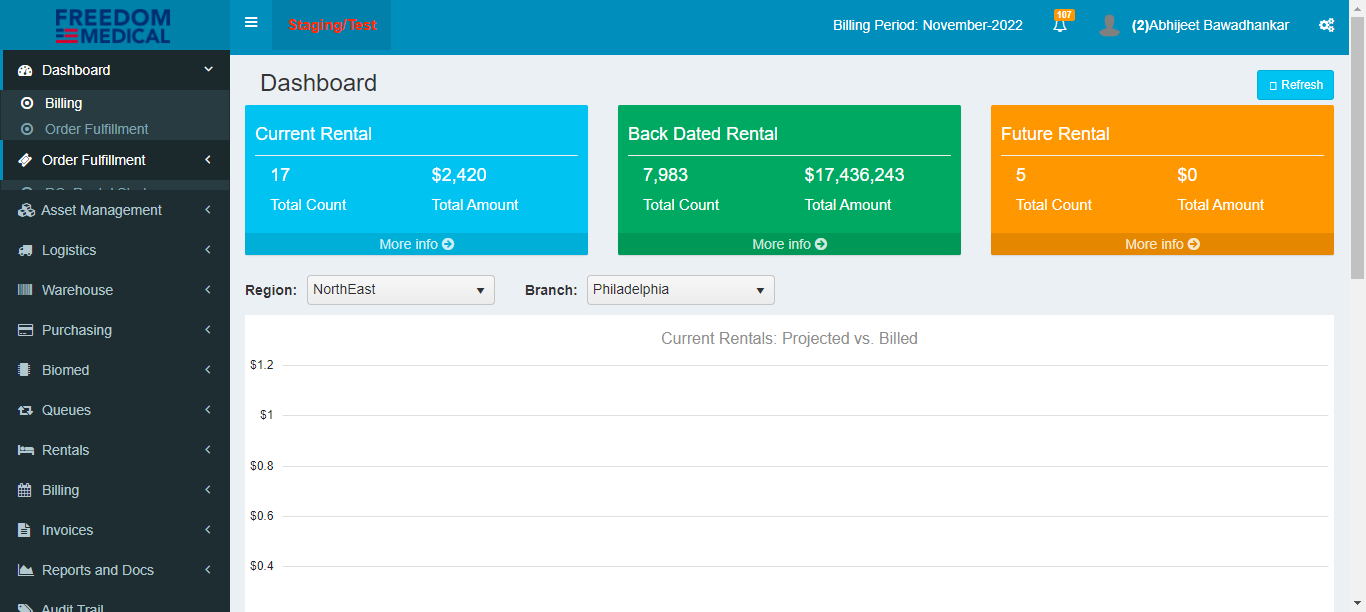 FREEDOM
MEDICAL
Staging/Test
Billing Period: November-2022
107
(2)Abhijeet Bawadhankar
Dashboard
Billing
Order Fulfillment
Order Fulfillment
Asset Management
Logistics
Warehouse
Purchasing
Biomed
Queues
Rentals
Billing
Invoices
Reports and Docs
Audit Trail
Dashboard
Refresh
Current Rental
17 $2,420
Total Count Total Amount
More info
Back Dated Rental
7,983 $17,436,243
Total Count Total Amount
More info
Future Rental
5 $0
Total Count Total Amount
More info
Region: NorthEast Branch: Philadelphia
Current Rentals: Projected vs. Billed
$1.2
$1
$0.8
$0.6
$0.4